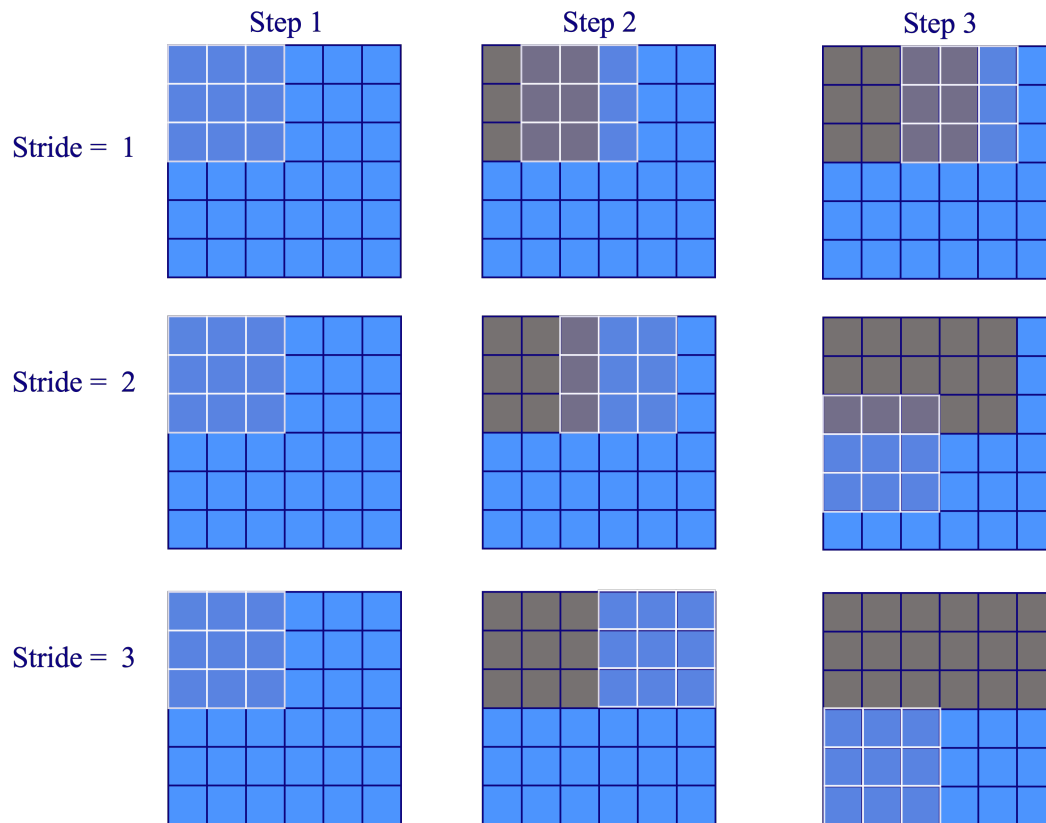 Step 1
Step 2
Step 3
Stride = 1
Stride = 2
Stride = 3